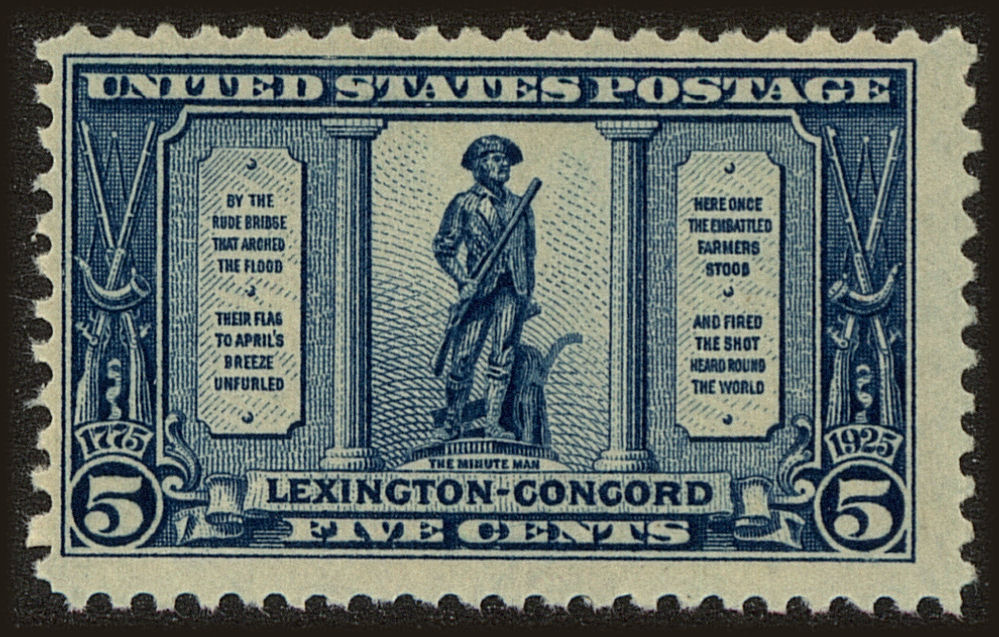 UNITED STATES POSTAGE
BY THE
RUDE BRIDGE
THAT ARCHED
THE FLOOD
THEIR FLAG
TO APRIL'S
BREEZE
UNFURLED
HERE ONCE
THE EMBATTLED
FARMERS
STOOD
AND FIRED
THE SHOT
HEARD ROUND
THE WORLD
1775
1925
THE MINUTE MAN
5
LEXINGTON-CONCORD
5
FIVE CENTS